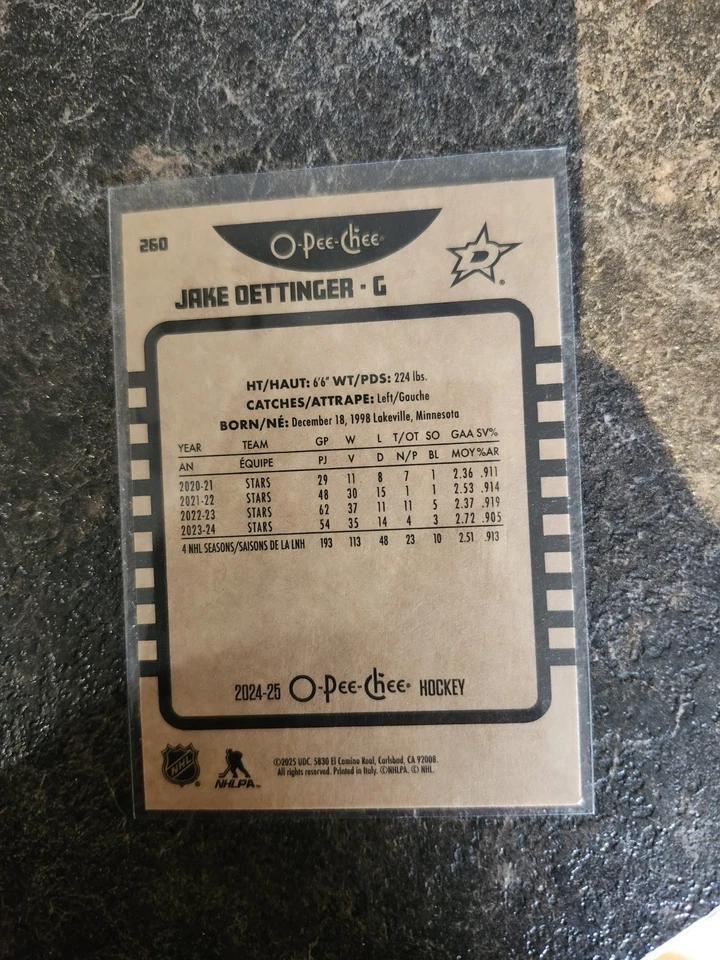 260
O-Pee-Chee®
D
®
JAKE OETTINGER · G
HT/HAUT: 6'6" WT/PDS: 224 lbs.
CATCHES/ATTRAPE: Left/Gauche
BORN/NÉ: December 18, 1998 Lakeville, Minnesota
YEAR TEAM GP W L T/OT SO GAA SV%
AN ÉQUIPE PJ V D N/P BL MOY %AR
2020-21 STARS 29 11 8 7 1 2.36 .911
2021-22 STARS 48 30 15 1 1 2.53 .914
2022-23 STARS 62 37 11 11 5 2.37 .919
2023-24 STARS 54 35 14 4 3 2.72 .905
4 NHL SEASONS/SAISONS DE LA LNH 193 113 48 23 10 2.51 .913
2024-25 O-Pee-Chee® HOCKEY
NHL ®
NHLPA™
©2025 UDC. 5830 El Camino Real, Carlsbad, CA 92008.
All rights reserved. Printed in Italy. ©NHLPA. © NHL.